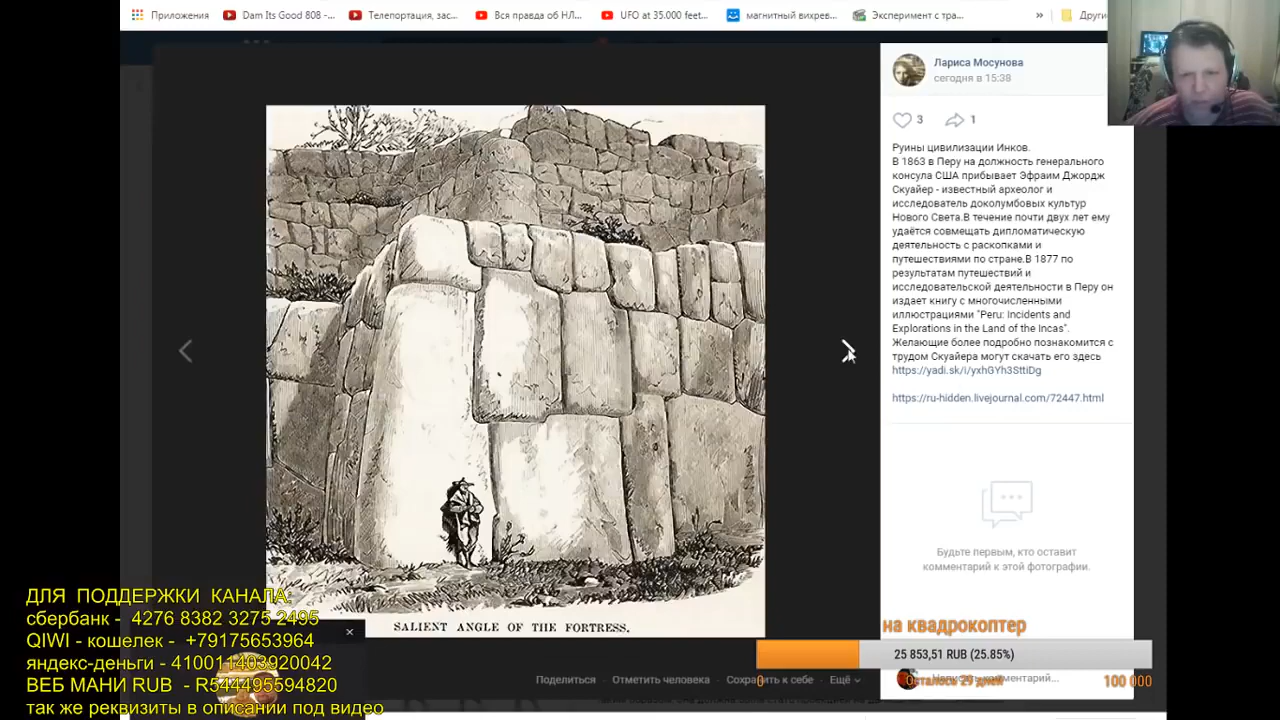 Приложения
Dam Its Good 808 -...
Телепортация, зас...
Вся правда об НЛ...
UFO at 35.000 feet...
магнитный вихрев...
Эксперимент с тра...
»
Други
Лариса Мосунова
сегодня в 15:38
3
1
Руины цивилизации Инков.
В 1863 в Перу на должность генерального
консула США прибывает Эфраим Джордж
Скуайер - известный археолог и
исследователь доколумбовых культур
Нового Света.В течение почти двух лет ему
удаётся совмещать дипломатическую
деятельность с раскопками и
путешествиями по стране.В 1877 по
результатам путешествий и
исследовательской деятельности в Перу он
издает книгу с многочисленными
иллюстрациями "Peru: Incidents and
Explorations in the Land of the Incas".
Желающие более подробно познакомится с
трудом Скуайера могут скачать его здесь
https://yadi.sk/i/yxhGYh3SttiDg
https://ru-hidden.livejournal.com/72447.html
Будьте первым, кто оставит
комментарий к этой фотографии.
SALIENT ANGLE OF THE FORTRESS.
ДЛЯ ПОДДЕРЖКИ КАНАЛА:
сбербанк - 4276 8382 3275 2495
QIWI - кошелек - +79175653964
яндекс-деньги - 410011403920042
ВЕБ МАНИ RUB - R544495594820
так же реквизиты в описании под видео
Поделиться
Отметить человека
Сохранить к себе
Ещё
на квадрокоптер
25 853,51 RUB (25.85%)
0
Осталось 29 дней
100 000